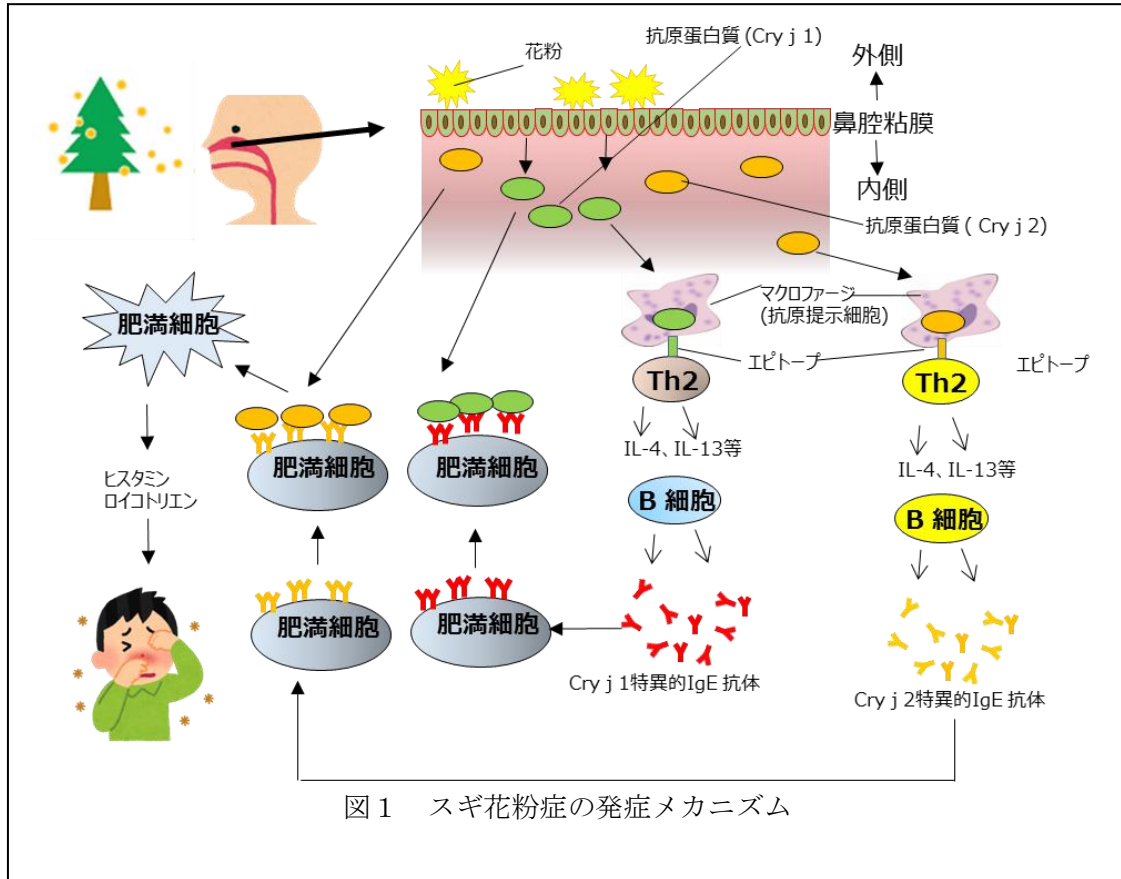 抗原蛋白質(Cry j 1)
花粉
外側
鼻腔粘膜
内側
抗原蛋白質 ( Cry j 2)
マクロファージ
(抗原提示細胞)
肥満細胞
エピトープ
エピトープ
Th2
Th2
IL-4、IL-13等
IL-4、IL-13等
肥満細胞
肥満細胞
ヒスタミン
ロイコトリエン
B 細胞
B 細胞
肥満細胞
肥満細胞
Cry j 1特異的IgE 抗体
Cry j 2特異的IgE 抗体
図１　スギ花粉症の発症メカニズム